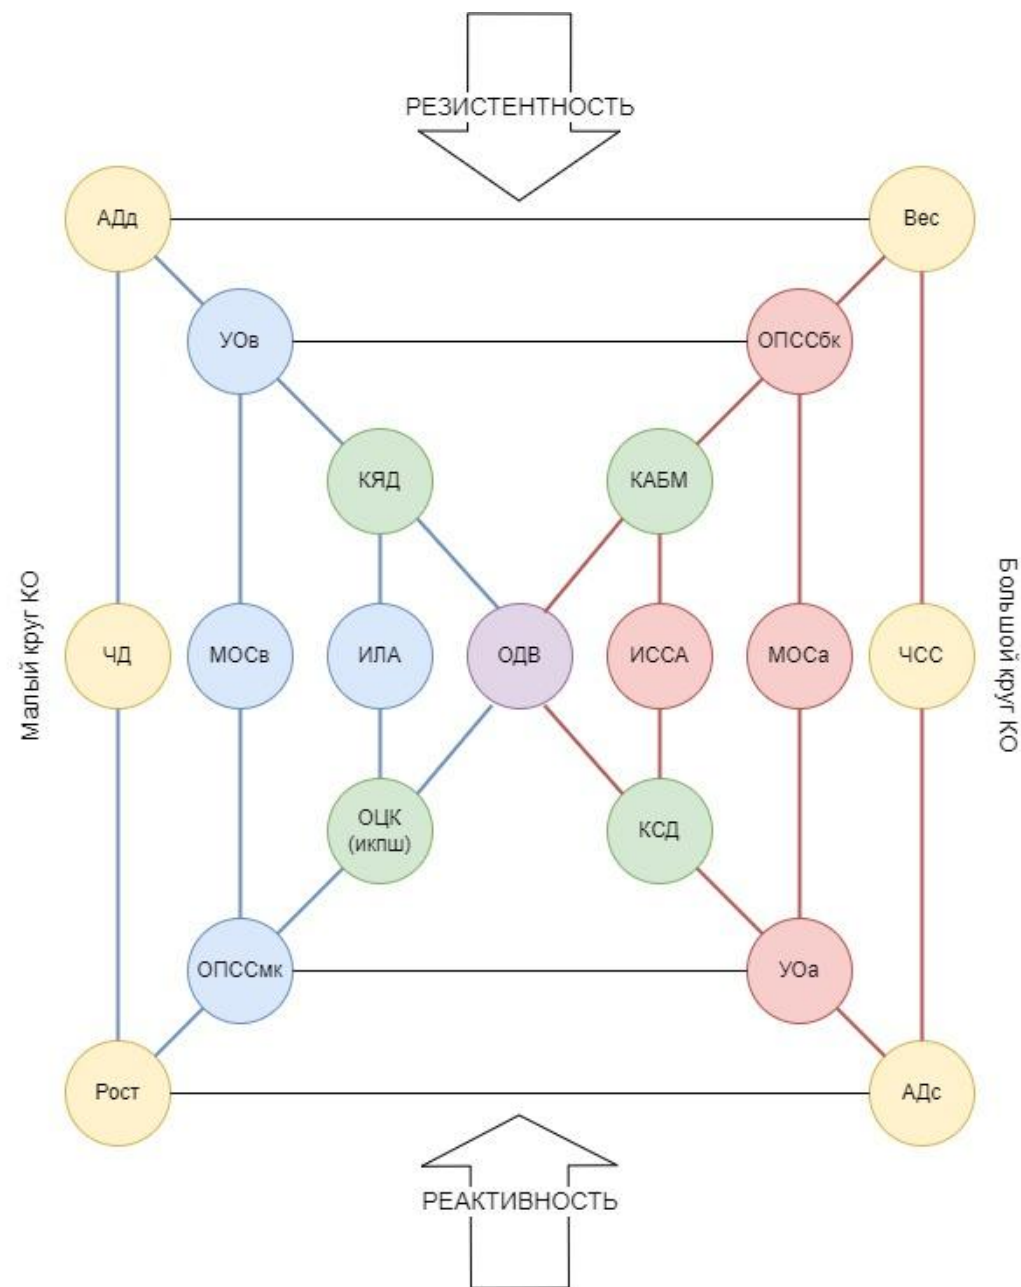 РЕЗИСТЕНТНОСТЬ
АДд
Вес
УОв
ОПССбк
КЯД
КАБМ
Малый круг КО
ЧД
МОСв
ИЛА
ОДВ
ИССА
МОСа
ЧСС
Большой круг КО
ОЦК
(икпш)
КСД
ОПССмк
УОа
Рост
АДс
РЕАКТИВНОСТЬ